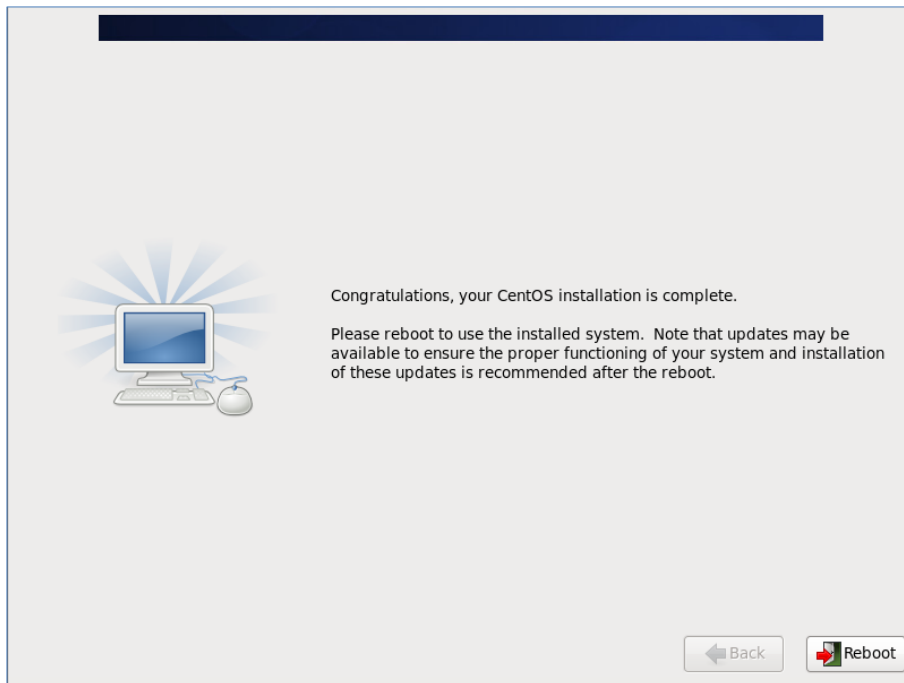 Congratulations, your CentOS installation is complete.
Please reboot to use the installed system.  Note that updates may be
available to ensure the proper functioning of your system and installation
of these updates is recommended after the reboot.
Back
Reboot